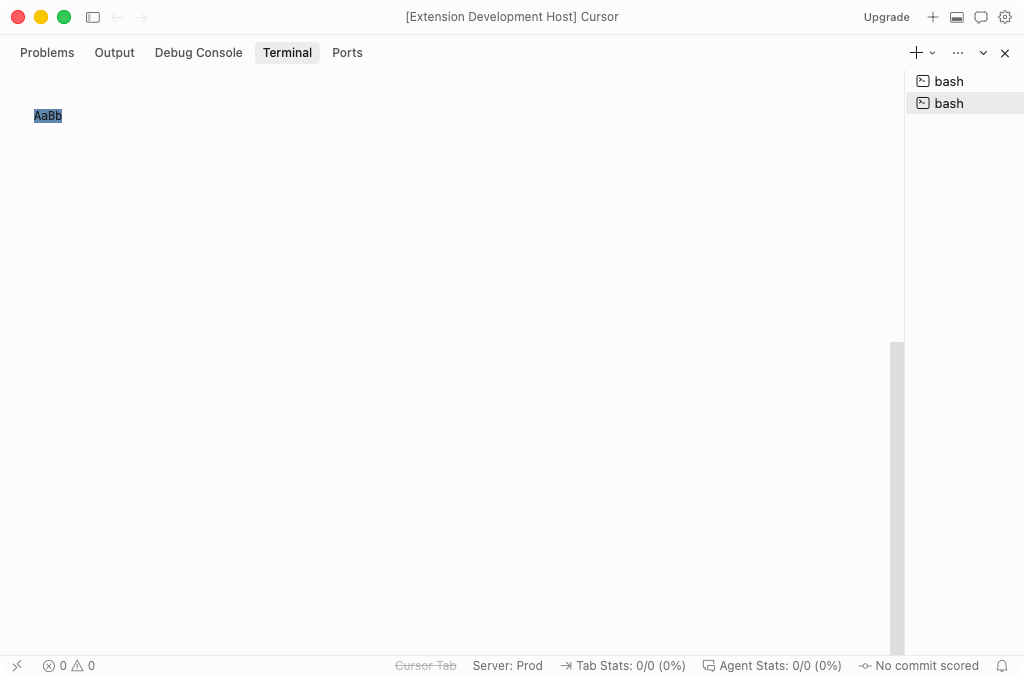 [Extension Development Host] Cursor
Upgrade
Problems Output Debug Console Terminal Ports
bash
bash
AaBb
0 0 Cursor Tab Server: Prod Tab Stats: 0/0 (0%) Agent Stats: 0/0 (0%) No commit scored